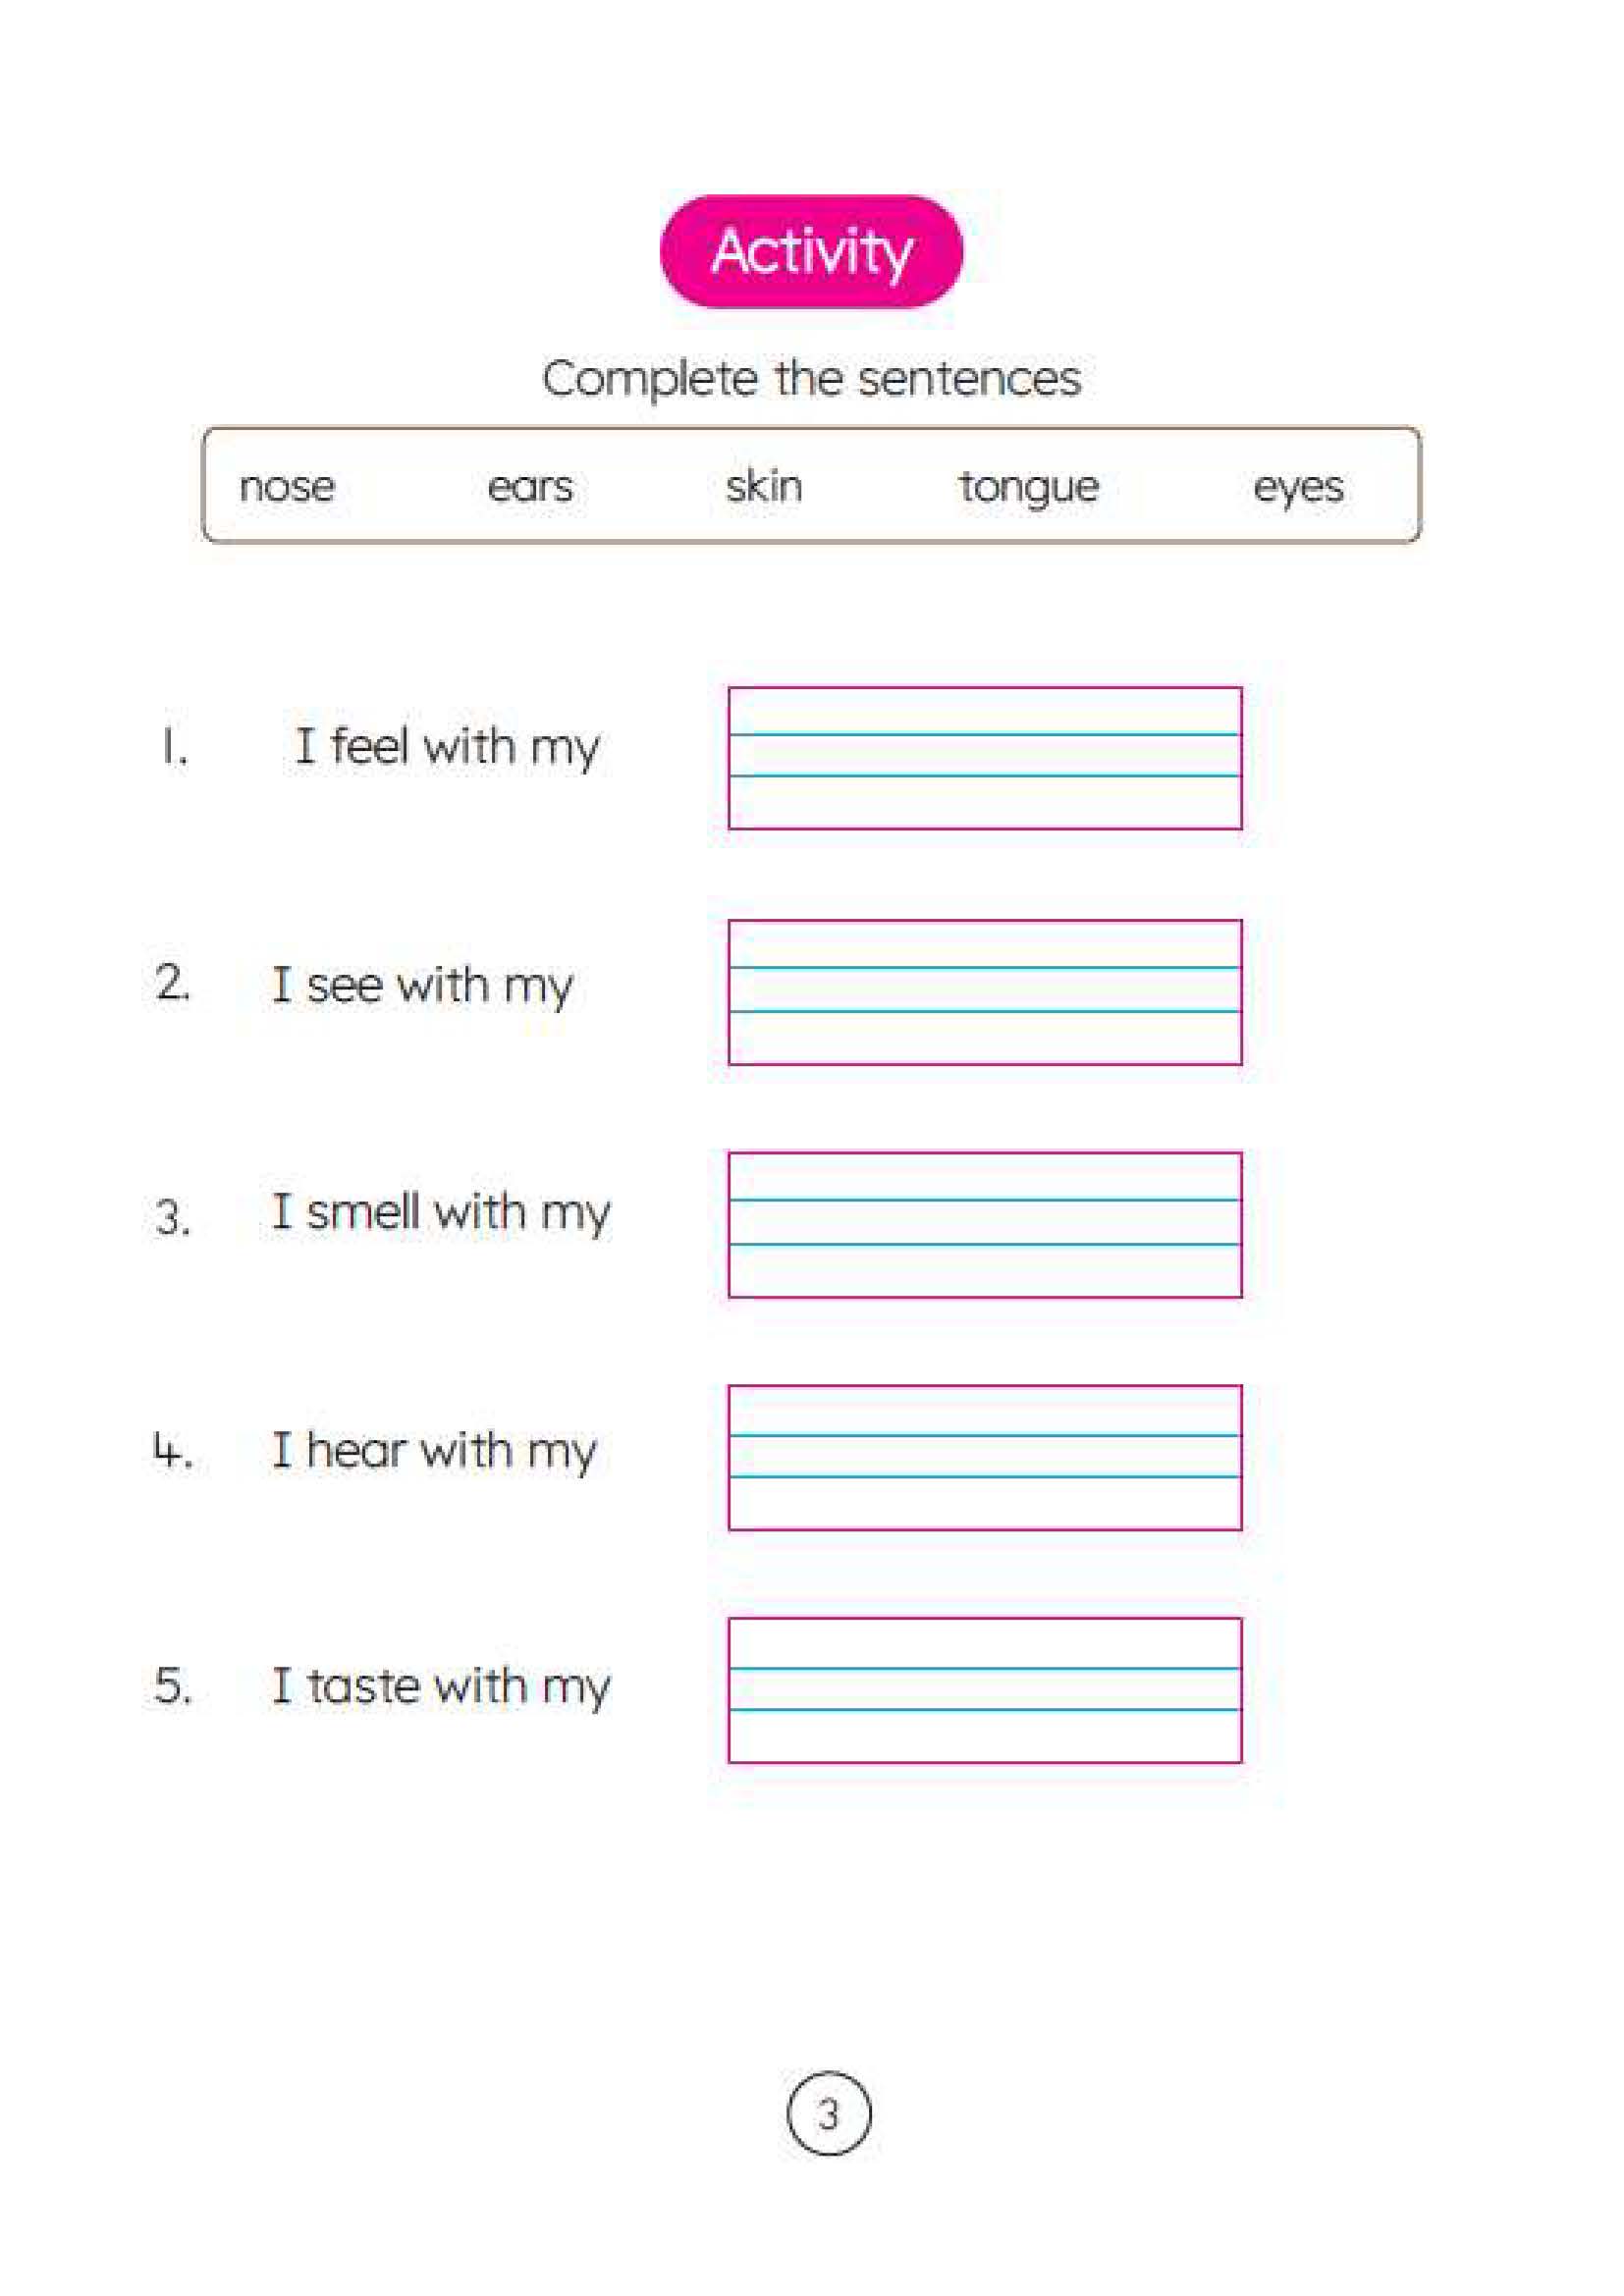 Activity
Complete the sentences
nose ears skin tongue eyes
1. I feel with my
2. I see with my
3. I smell with my
4. I hear with my
5. I taste with my
3